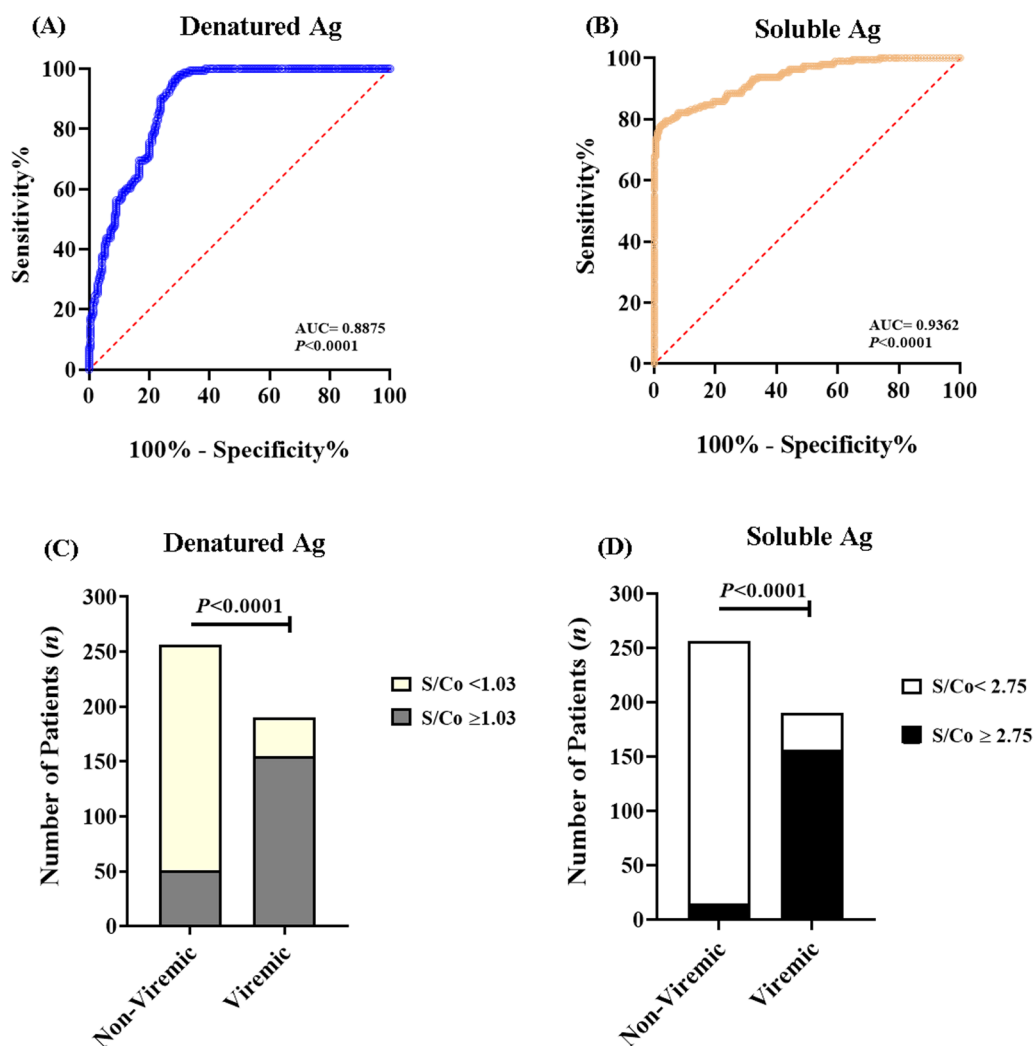 (A)
Denatured Ag
Sensitivity%
100
80
60
40
20
0
0 20 40 60 80 100
AUC= 0.8875
P<0.0001
100% - Specificity%
(B)
Soluble Ag
Sensitivity%
100
80
60
40
20
0
0 20 40 60 80 100
AUC= 0.9362
P<0.0001
100% - Specificity%
(C)
Denatured Ag
Number of Patients (n)
300
250
200
150
100
50
0
P<0.0001
Non-Viremic
Viremic
S/Co <1.03
S/Co ≥1.03
(D)
Soluble Ag
Number of Patients (n)
300
250
200
150
100
50
0
P<0.0001
Non-Viremic
Viremic
S/Co< 2.75
S/Co ≥ 2.75